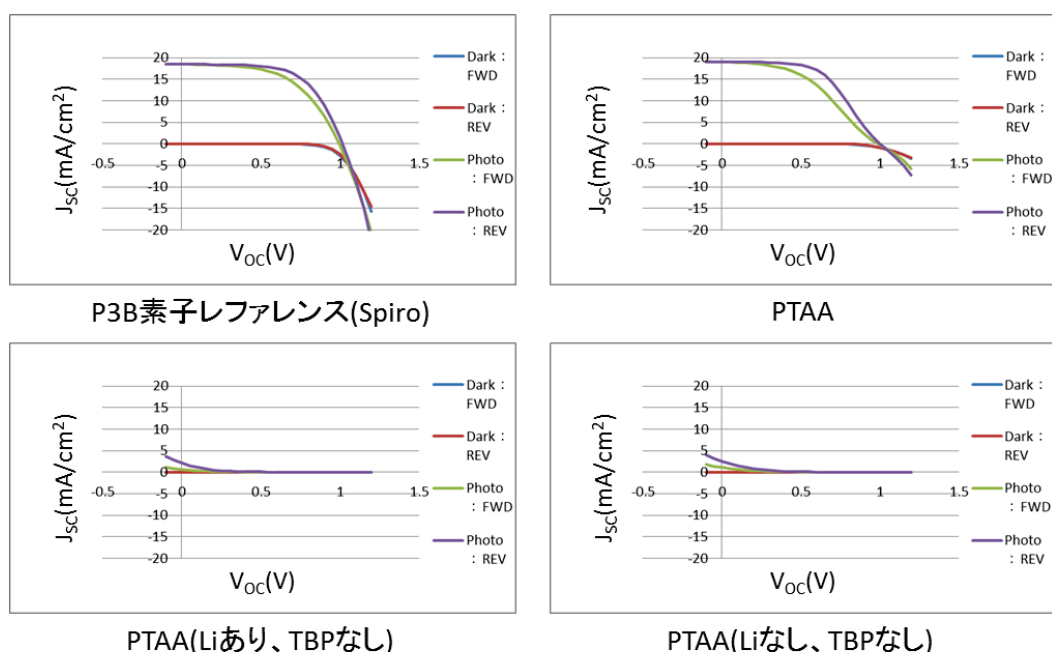 20
15
10
5
0
-5
-10
-15
-20
-0.5
0
0.5
1
1.5
JSC(mA/cm2)
VOC(V)
Dark：
FWD
Dark：
REV
Photo
：FWD
Photo
：REV
P3B素子レファレンス(Spiro)
20
15
10
5
0
-5
-10
-15
-20
-0.5
0
0.5
1
1.5
JSC(mA/cm2)
VOC(V)
Dark：
FWD
Dark：
REV
Photo
：FWD
Photo
：REV
PTAA
20
15
10
5
0
-5
-10
-15
-20
-0.5
0
0.5
1
1.5
JSC(mA/cm2)
VOC(V)
Dark：
FWD
Dark：
REV
Photo
：FWD
Photo
：REV
PTAA(Liあり、TBPなし)
20
15
10
5
0
-5
-10
-15
-20
-0.5
0
0.5
1
1.5
JSC(mA/cm2)
VOC(V)
Dark：
FWD
Dark：
REV
Photo
：FWD
Photo
：REV
PTAA(Liなし、TBPなし)